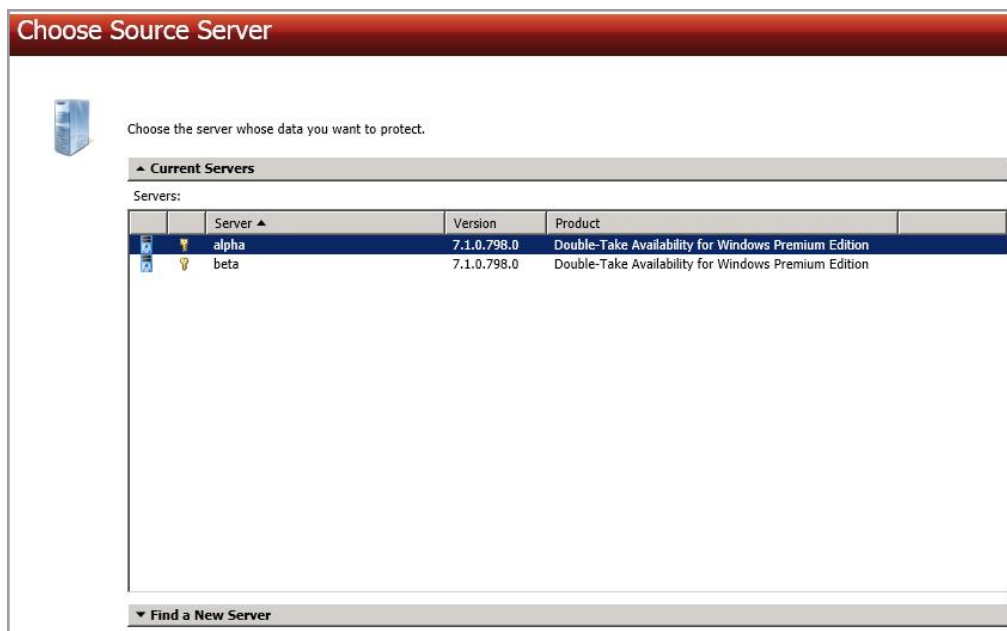 Choose Source Server
Choose the server whose data you want to protect.
▲ Current Servers
Servers:
Server ▲ Version Product
alpha 7.1.0.798.0 Double-Take Availability for Windows Premium Edition
beta 7.1.0.798.0 Double-Take Availability for Windows Premium Edition
▼ Find a New Server